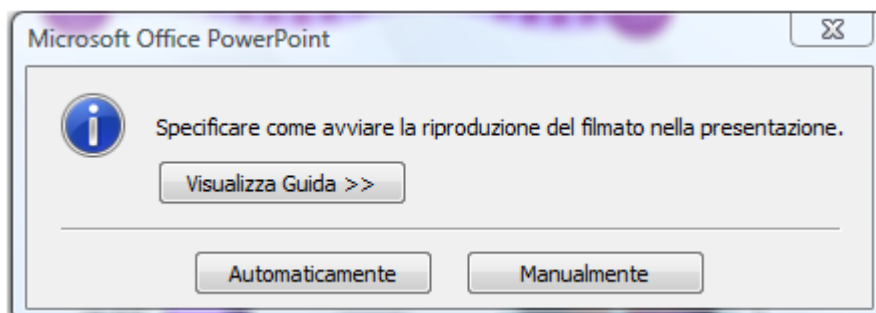 Microsoft Office PowerPoint
Specificare come avviare la riproduzione del filmato nella presentazione.
Visualizza Guida >>
Automaticamente Manualmente